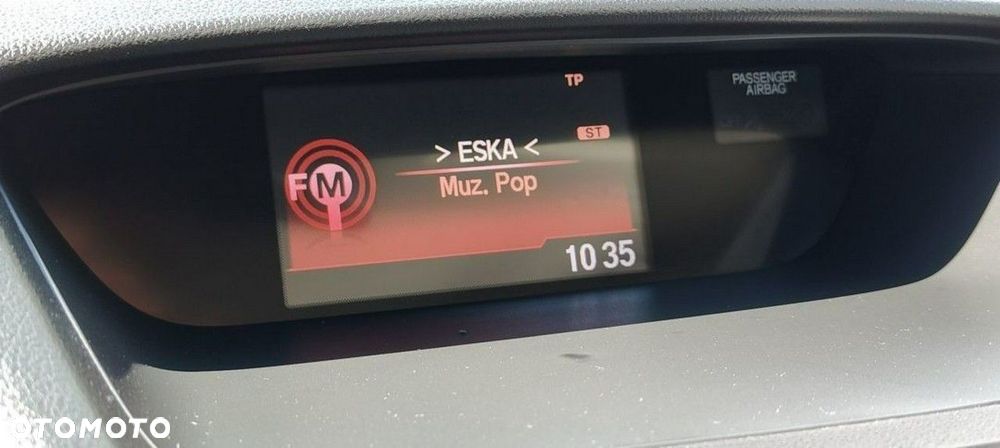 TP
PASSENGER
AIRBAG
ST
> ESKA <
FM
Muz. Pop
10 35
OTOMOTO